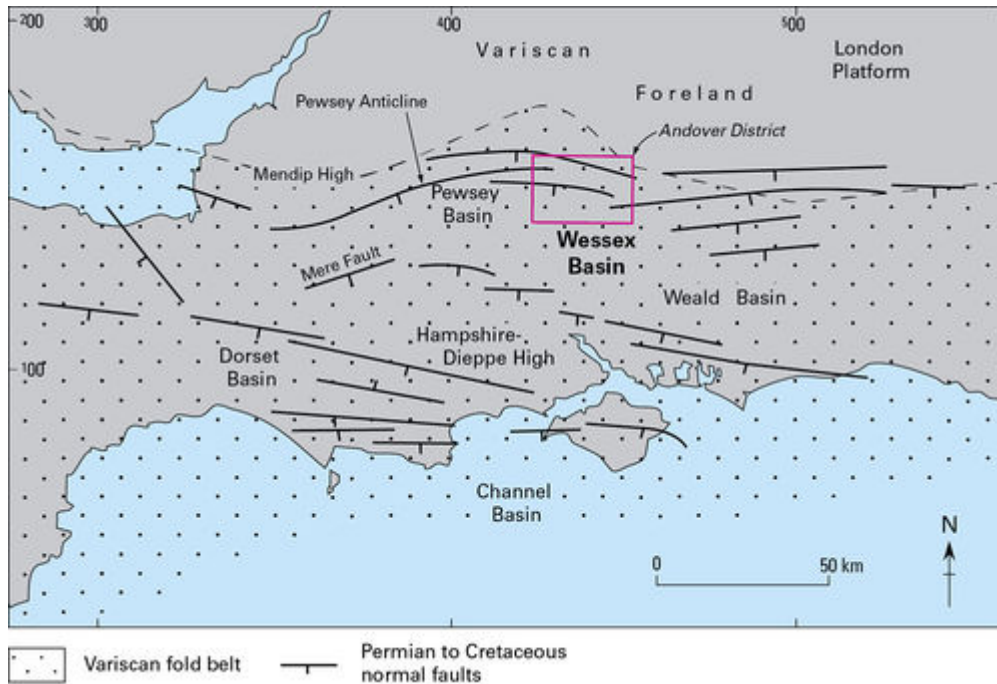 200
300
400
500
Variscan
London
Platform
Pewsey Anticline
Foreland
Andover District
Mendip High
Pewsey
Basin
Wessex
Basin
Mere Fault
Weald Basin
Hampshire-
Dieppe High
Dorset
Basin
100
Channel
Basin
N
0
50 km
Variscan fold belt
Permian to Cretaceous
normal faults